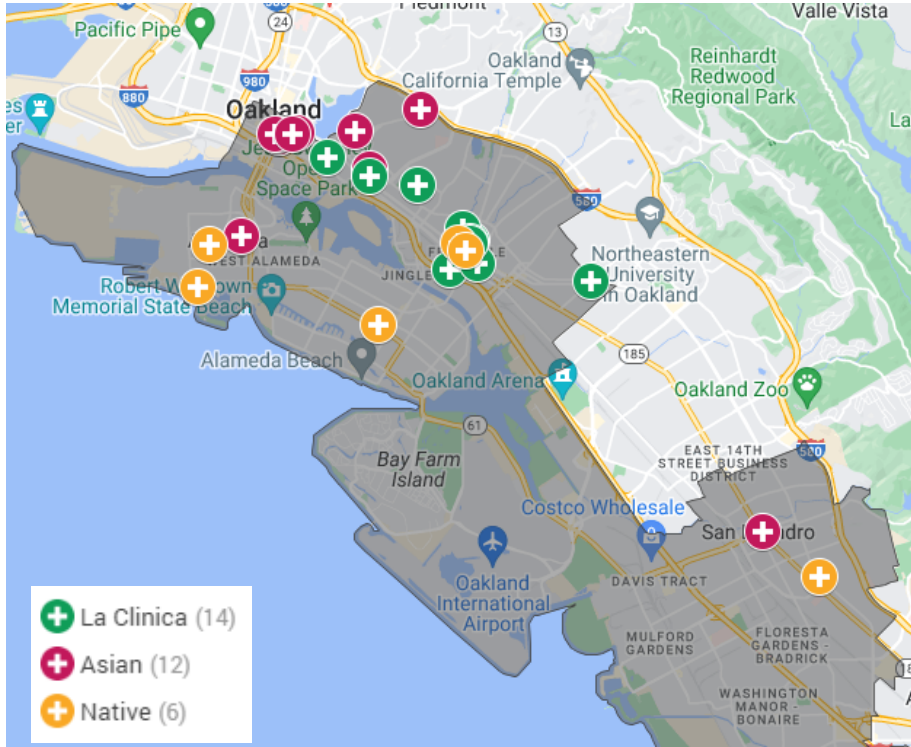 Piedmont
Valle Vista
Pacific Pipe
24
13
Oakland
California Temple
Reinhardt
Redwood
Regional Park
980
880
Oakland
580
Northeastern
University
in Oakland
Open
Space Park
WEST ALAMEDA
JINGLE
Memorial State Beach
Alameda Beach
185
Oakland Arena
Oakland Zoo
61
EAST 14TH
STREET BUSINESS
DISTRICT
580
Bay Farm
Island
Costco Wholesale
Oakland
International
Airport
DAVIS TRACT
MULFORD
GARDENS
FLORESTA
GARDENS -
BRADRICK
WASHINGTON
MANOR -
BONAIRE
La Clinica (14)
Asian (12)
Native (6)